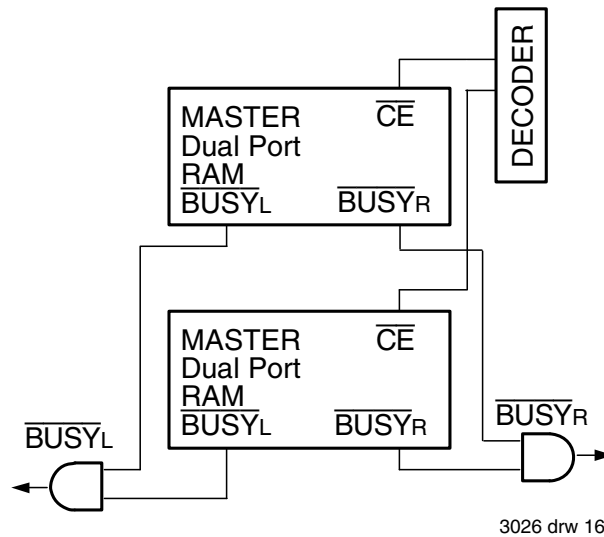 DECODER
MASTER CE
Dual Port
RAM
BUSYL BUSYR
MASTER CE
Dual Port
RAM
BUSYL BUSYR
BUSYL
BUSYR
3026 drw 16